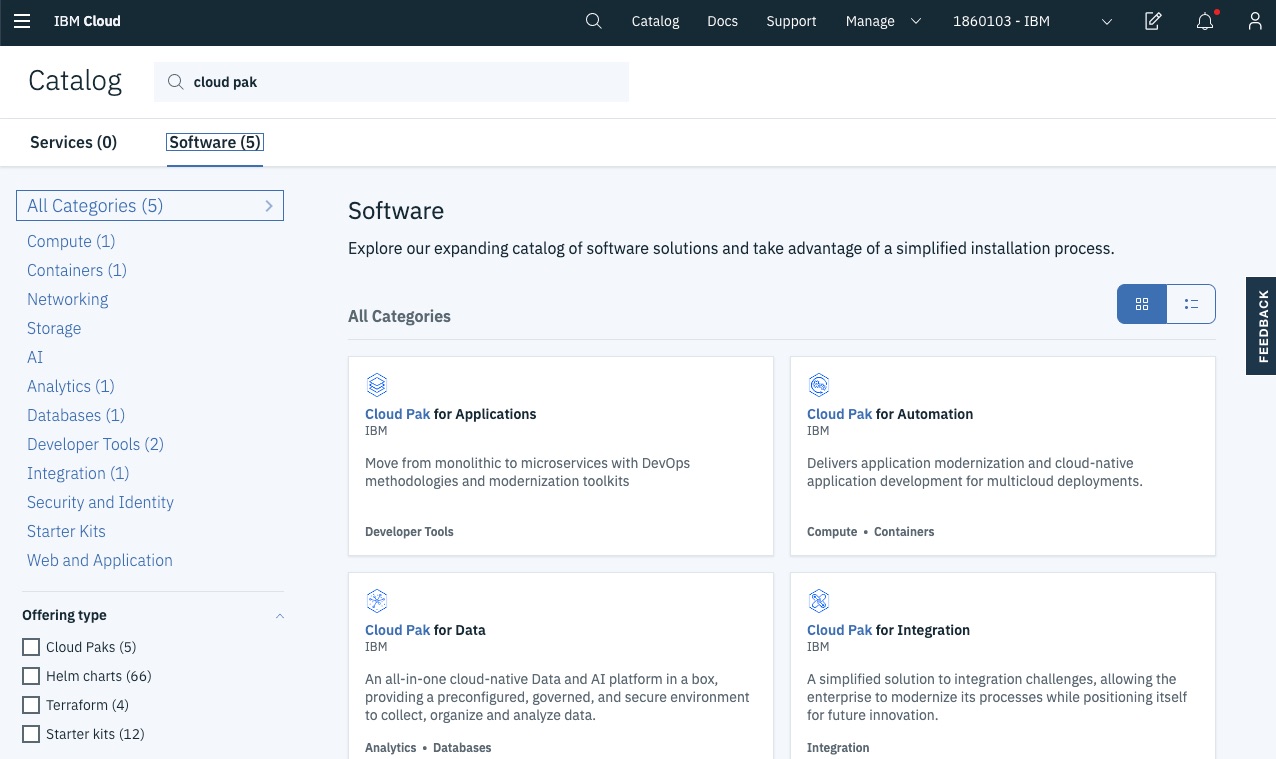 IBM Cloud
Catalog
Docs
Support
Manage
1860103 - IBM
Catalog
cloud pak
Services (0)
Software (5)
All Categories (5)
Compute (1)
Containers (1)
Networking
Storage
AI
Analytics (1)
Databases (1)
Developer Tools (2)
Integration (1)
Security and Identity
Starter Kits
Web and Application
Offering type
Cloud Paks (5)
Helm charts (66)
Terraform (4)
Starter kits (12)
Software
Explore our expanding catalog of software solutions and take advantage of a simplified installation process.
All Categories
Cloud Pak for Applications
IBM
Move from monolithic to microservices with DevOps
methodologies and modernization toolkits
Developer Tools
Cloud Pak for Automation
IBM
Delivers application modernization and cloud-native
application development for multicloud deployments.
Compute • Containers
Cloud Pak for Data
IBM
An all-in-one cloud-native Data and AI platform in a box,
providing a preconfigured, governed, and secure environment
to collect, organize and analyze data.
Analytics • Databases
Cloud Pak for Integration
IBM
A simplified solution to integration challenges, allowing the
enterprise to modernize its processes while positioning itself
for future innovation.
Integration
FEEDBACK